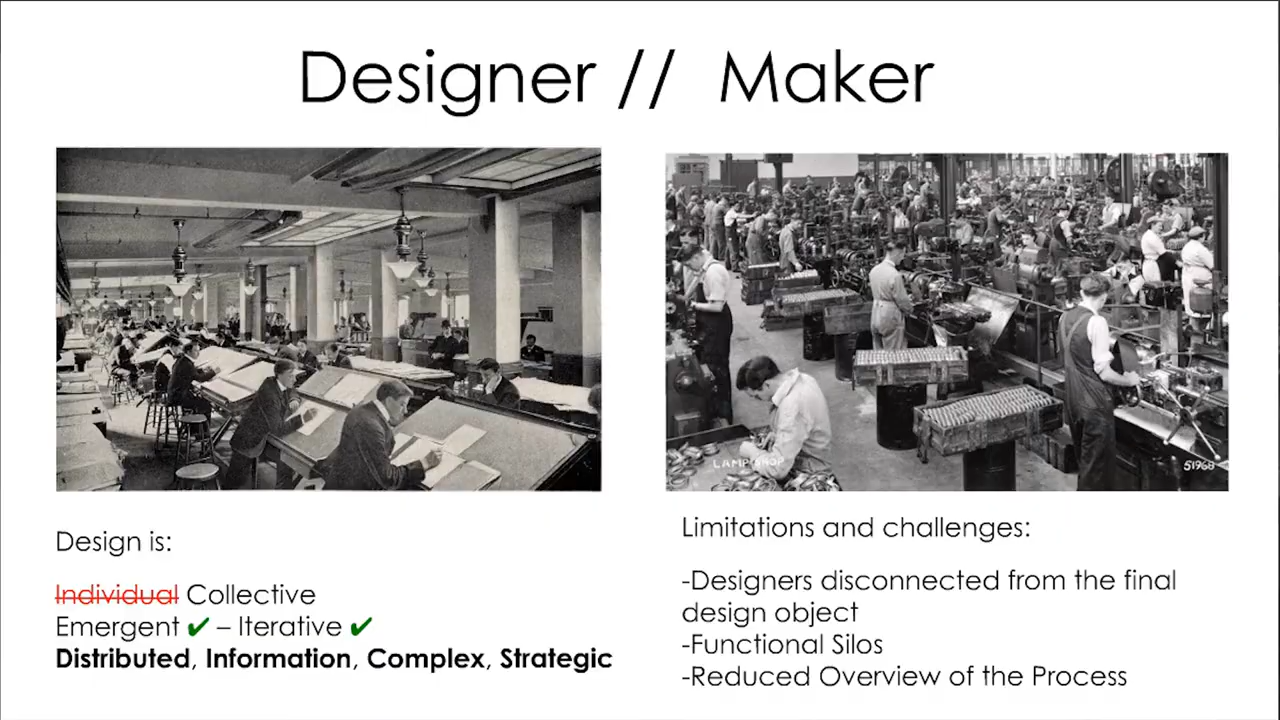 Designer // Maker
LAMP SHOP
51968
Design is:
Individual Collective
Emergent ✔ – Iterative ✔
Distributed, Information, Complex, Strategic
Limitations and challenges:
-Designers disconnected from the final
design object
-Functional Silos
-Reduced Overview of the Process